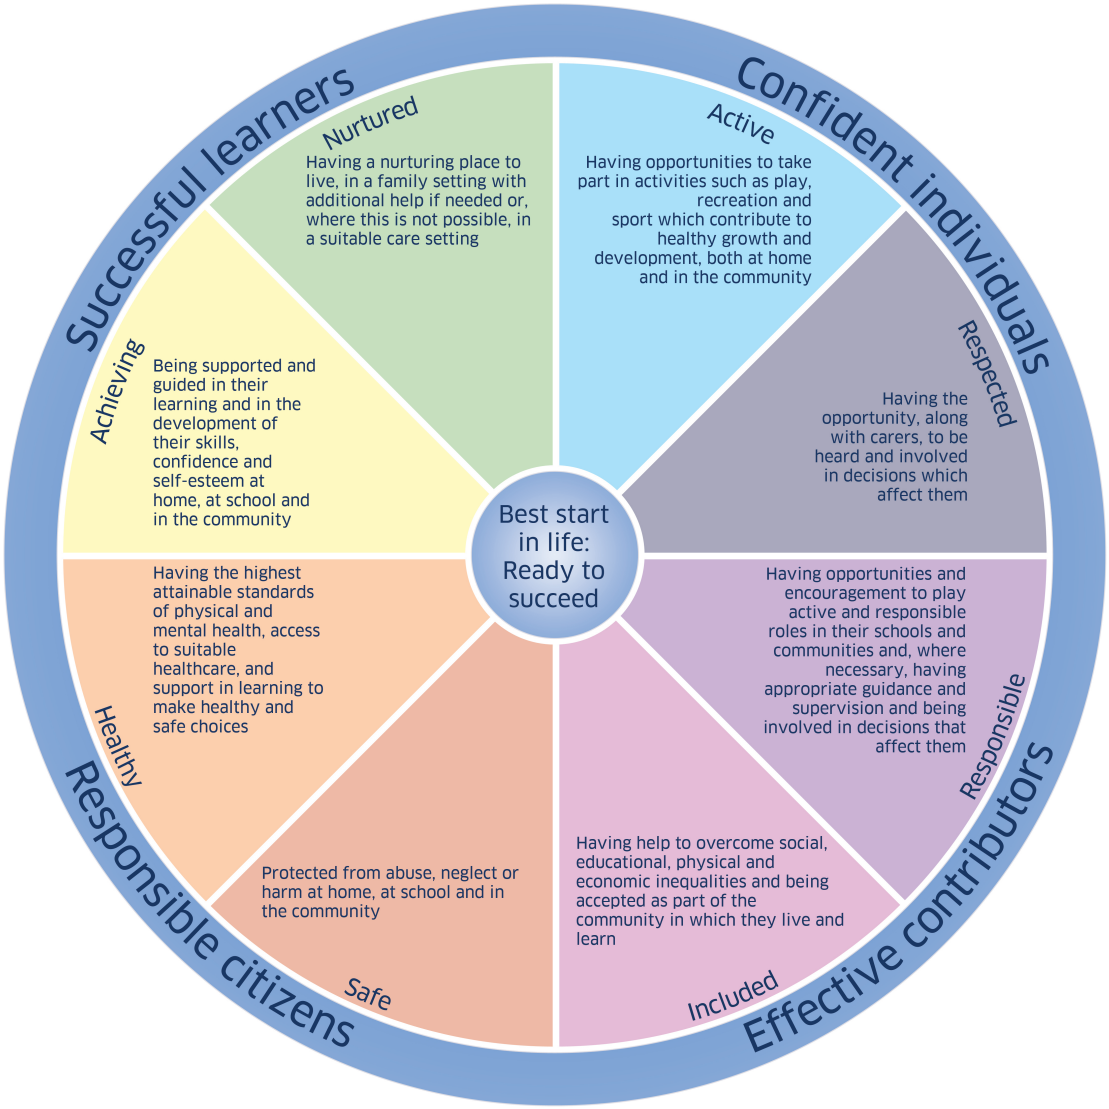 Successful learners
Confident individuals
Nurtured
Having a nurturing place to
live, in a family setting with
additional help if needed or,
where this is not possible, in
a suitable care setting
Active
Having opportunities to take
part in activities such as play,
recreation and
sport which contribute to
healthy growth and
development, both at home
and in the community
Respected
Having the
opportunity, along
with carers, to be
heard and involved
in decisions which
affect them
Achieving
Being supported and
guided in their
learning and in the
development of
their skills,
confidence and
self-esteem at
home, at school and
in the community
Best start
in life:
Ready to
succeed
Having the highest
attainable standards
of physical and
mental health, access
to suitable
healthcare, and
support in learning to
make healthy and
safe choices
Healthy
Having opportunities and
encouragement to play
active and responsible
roles in their schools and
communities and, where
necessary, having
appropriate guidance and
supervision and being
involved in decisions that
affect them
Responsible
Protected from abuse, neglect or
harm at home, at school and in
the community
Safe
Having help to overcome social,
educational, physical and
economic inequalities and being
accepted as part of the
community in which they live and
learn
Included
Responsible citizens
Effective contributors